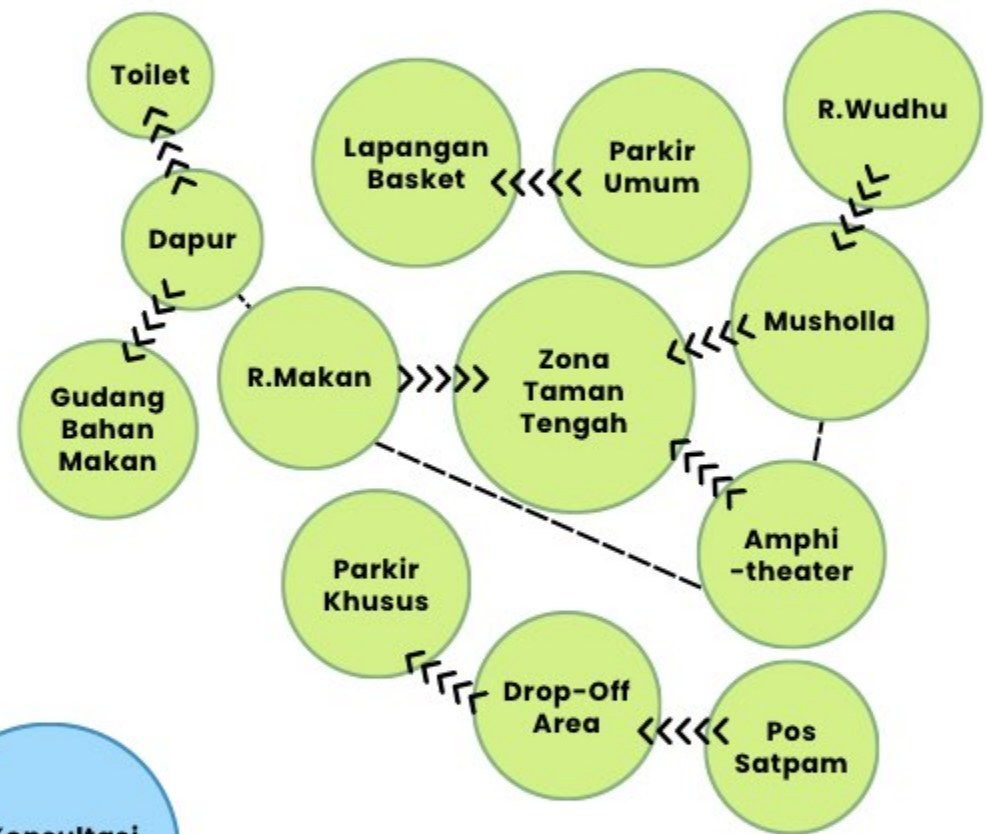 Toilet
Lapangan
Basket
Parkir
Umum
R.Wudhu
Dapur
Musholla
R.Makan
Zona
Taman
Tengah
Gudang
Bahan
Makan
Amphi
-theater
Parkir
Khusus
Drop-Off
Area
Pos
Satpam